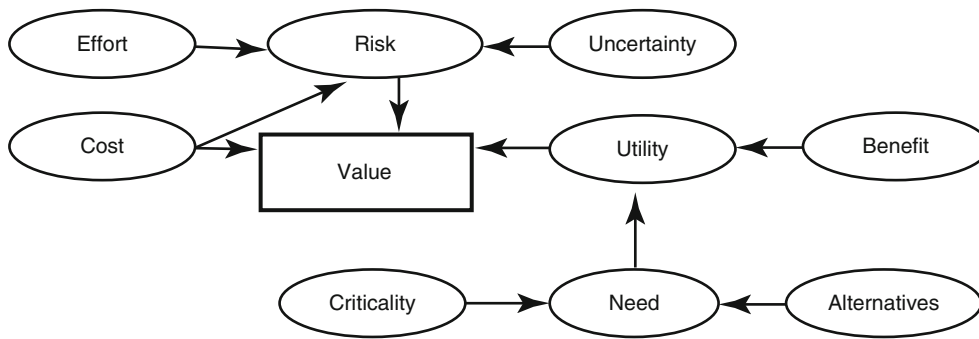 Effort
Risk
Uncertainty
Cost
Value
Utility
Benefit
Criticality
Need
Alternatives